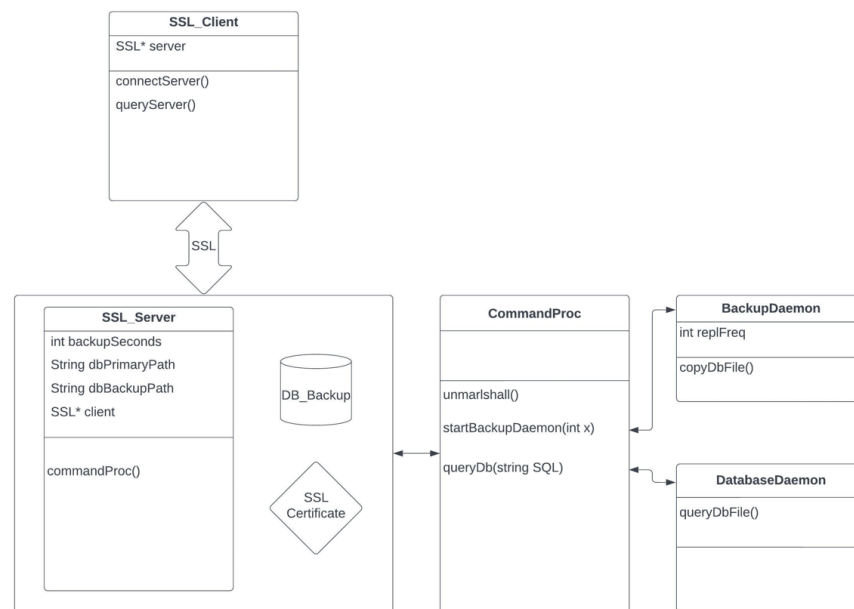 SSL_Client
SSL* server
connectServer()
queryServer()
SSL
SSL_Server
int backupSeconds
String dbPrimaryPath
String dbBackupPath
SSL* client
commandProc()
DB_Backup
SSL
Certificate
CommandProc
unmarlshall()
startBackupDaemon(int x)
queryDb(string SQL)
BackupDaemon
int replFreq
copyDbFile()
DatabaseDaemon
queryDbFile()